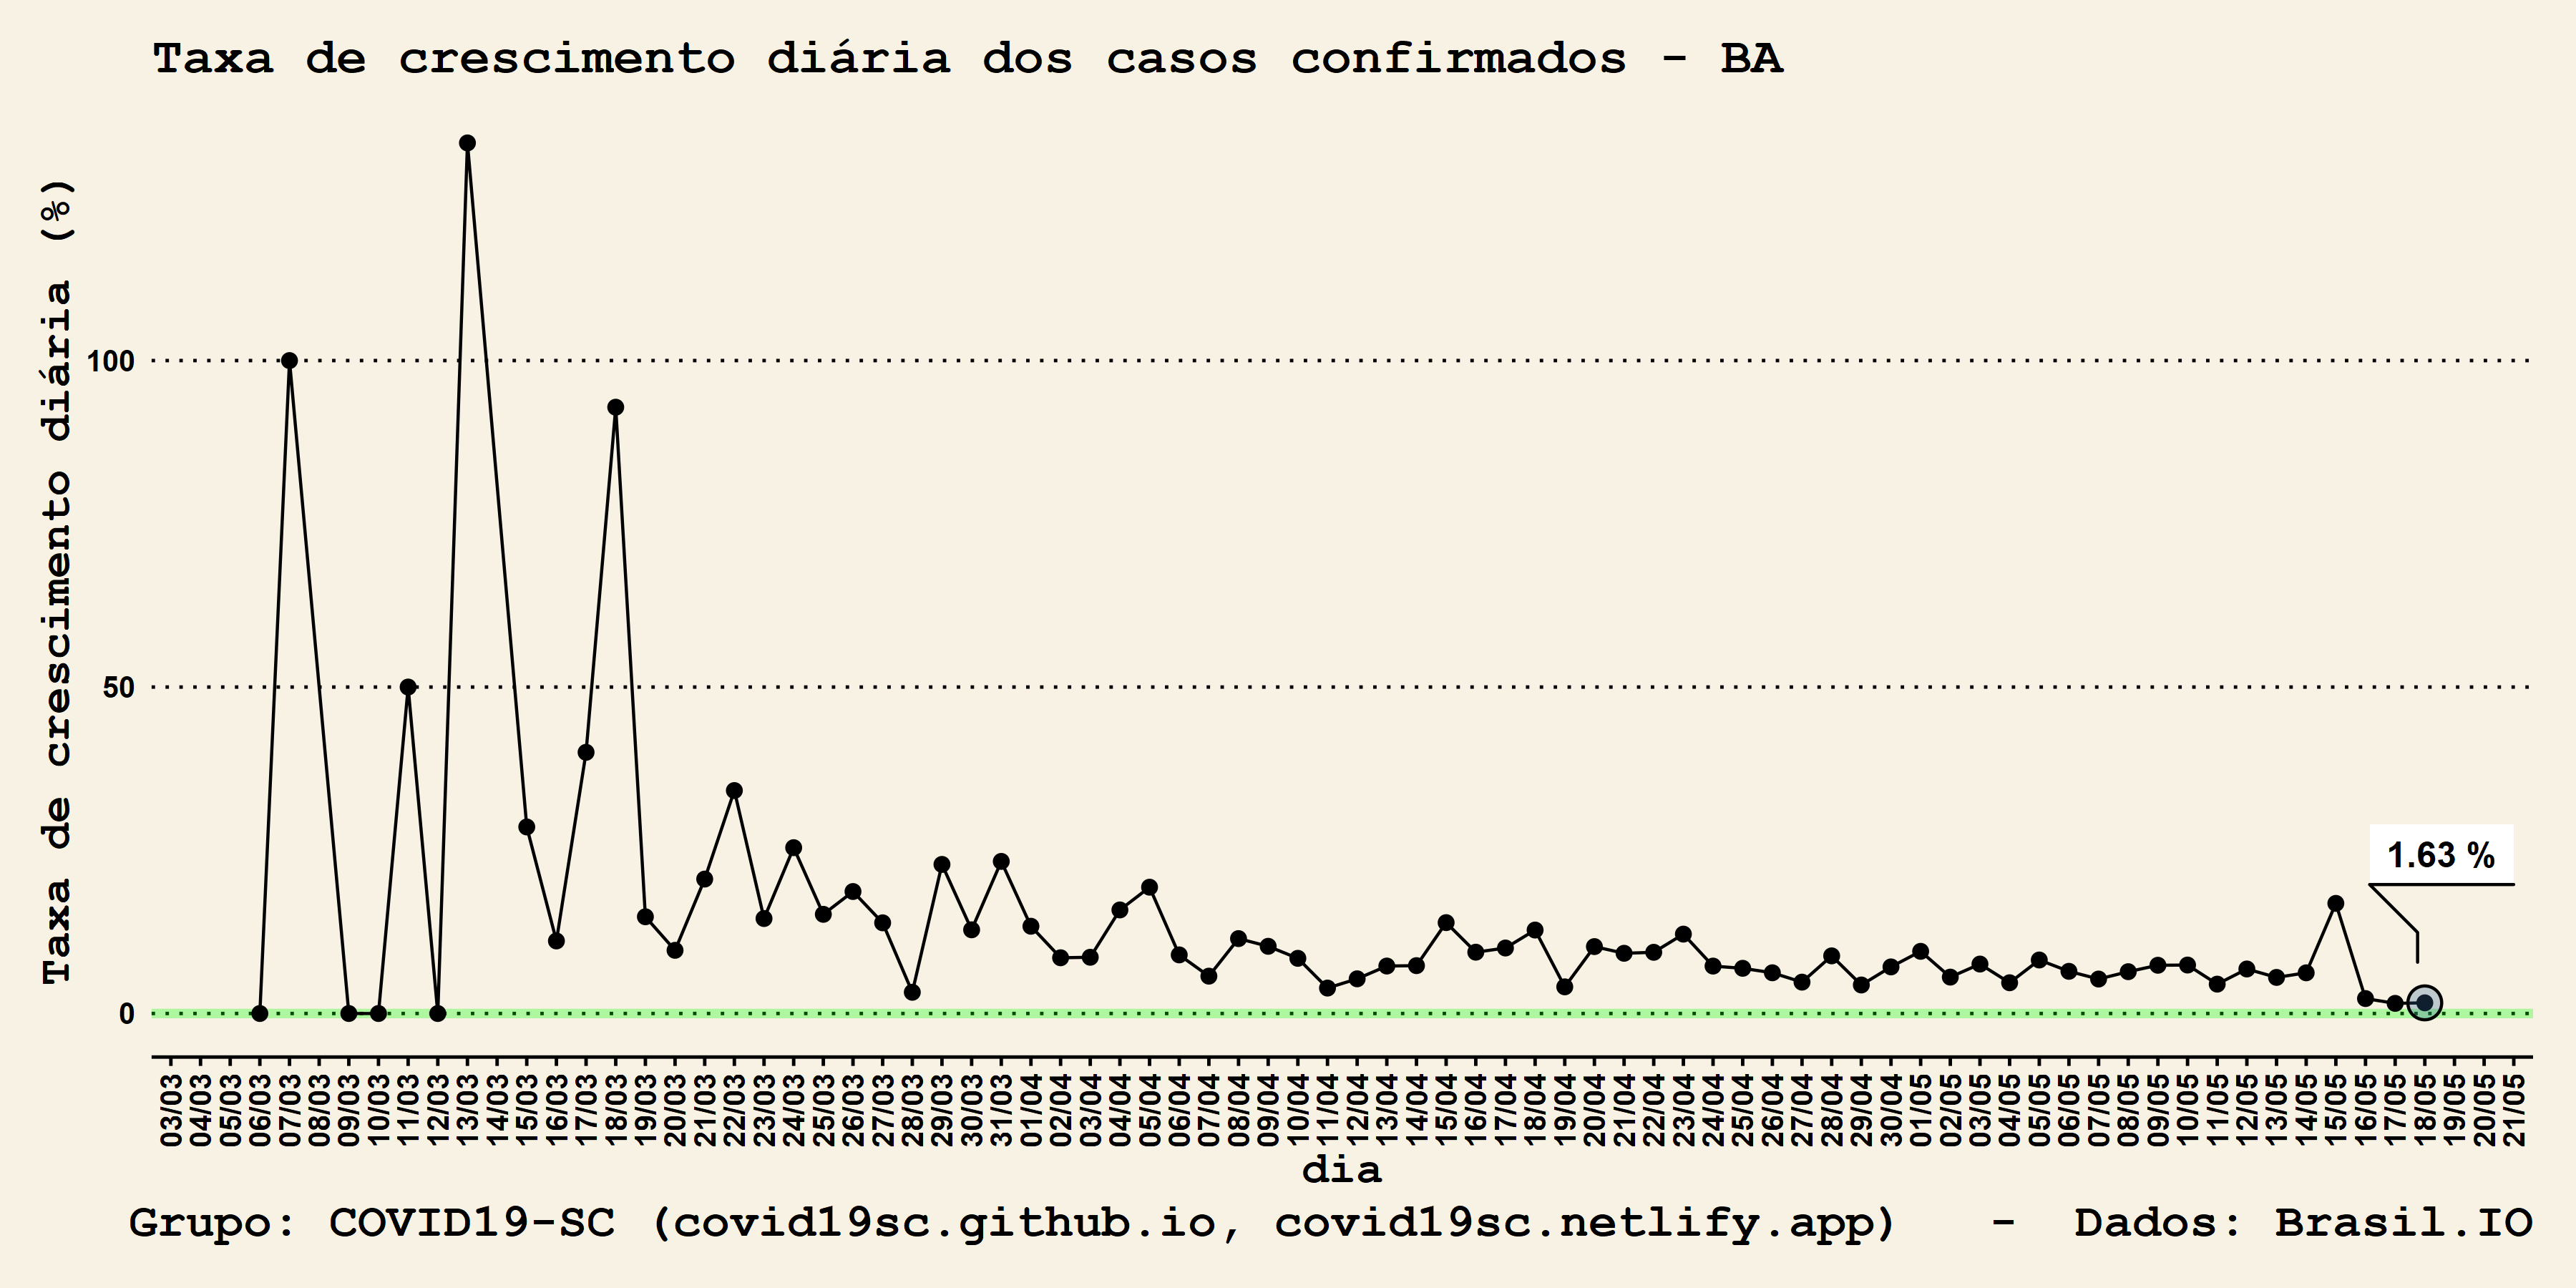 Taxa de crescimento diária dos casos confirmados - BA
Taxa de crescimento diária (%)
100
50
0
1.63 %
03/03 04/03 05/03 06/03 07/03 08/03 09/03 10/03 11/03 12/03 13/03 14/03 15/03 16/03 17/03 18/03 19/03 20/03 21/03 22/03 23/03 24/03 25/03 26/03 27/03 28/03 29/03 30/03 31/03 01/04 02/04 03/04 04/04 05/04 06/04 07/04 08/04 09/04 10/04 11/04 12/04 13/04 14/04 15/04 16/04 17/04 18/04 19/04 20/04 21/04 22/04 23/04 24/04 25/04 26/04 27/04 28/04 29/04 30/04 01/05 02/05 03/05 04/05 05/05 06/05 07/05 08/05 09/05 10/05 11/05 12/05 13/05 14/05 15/05 16/05 17/05 18/05 19/05 20/05 21/05
dia
Grupo: COVID19-SC (covid19sc.github.io, covid19sc.netlify.app) - Dados: Brasil.IO